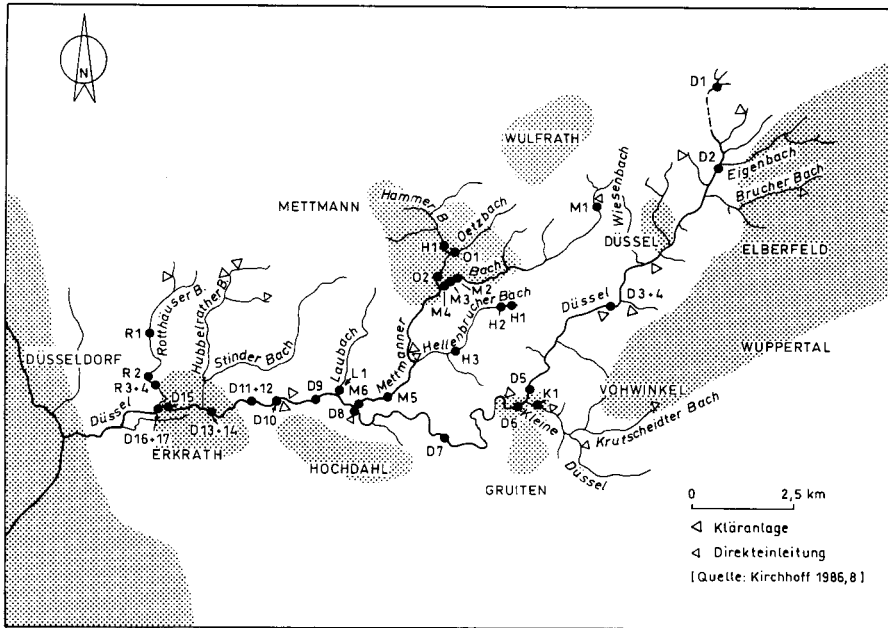 N
D1
WÜLFRATH
D2
Eigenbach
Brucher Bach
METTMANN
Hammer B.
Oetzbach
M1
Wiesenbach
H1
O1
DÜSSEL
ELBERFELD
O2
Bach
M2
M3
M4
Düssel
D 3+4
Hellenbrucher Bach
H2
H1
Rotthäuser B.
Hubbelrather B.
R1
Stinder Bach
Laubach
Mettmanner
H3
WUPPERTAL
DÜSSELDORF
R2
R3+4
D15
D11+12
D9
L1
M6
M5
D5
K1
VOHWINKEL
Düssel
D10
D8
D6
Kleine
Krutscheidter Bach
D16+17
D13+14
D7
Düssel
ERKRATH
HOCHDAHL
GRUITEN
0 2,5 km
Kläranlage
Direkteinleitung
[Quelle: Kirchhoff 1986,8]